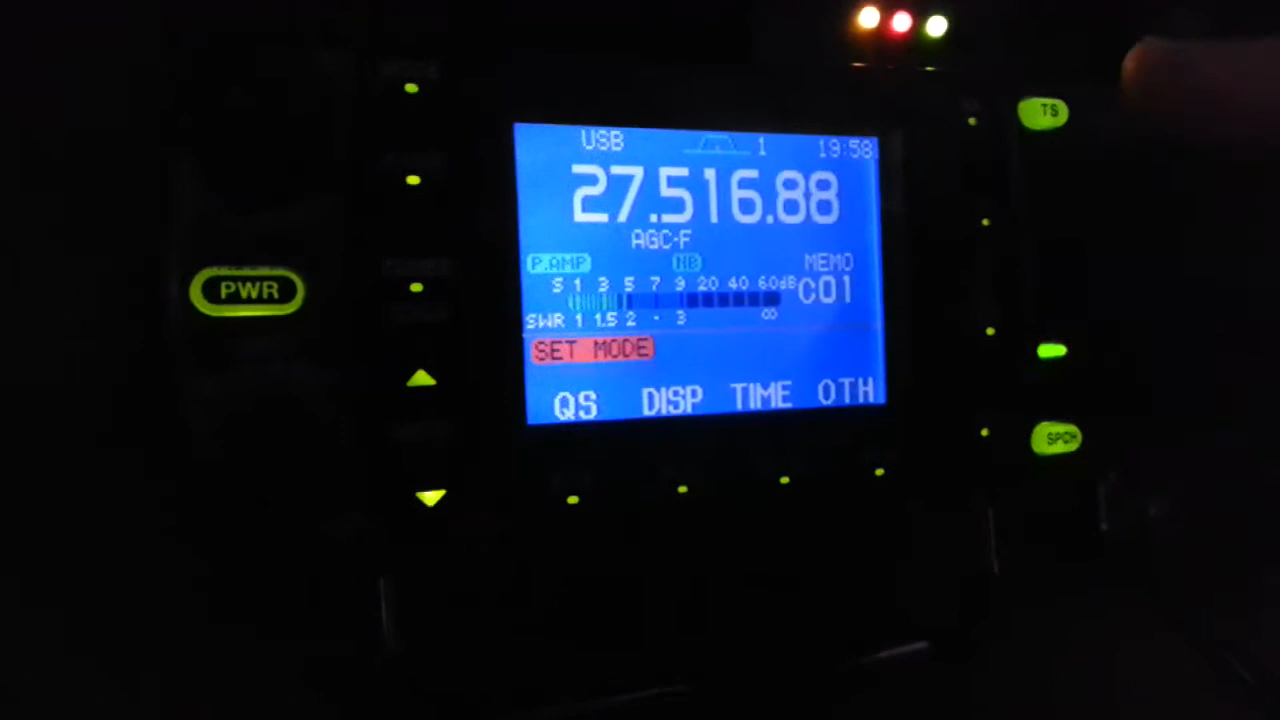 USB 1 19:58
27.516.88
AGC-F
P.AMP NB MEMO
S 1 3 5 7 9 20 40 60dB C01
SWR 1 1.5 2 - 3 ∞
SET MODE
QS DISP TIME OTH
PWR
TS
SPCH